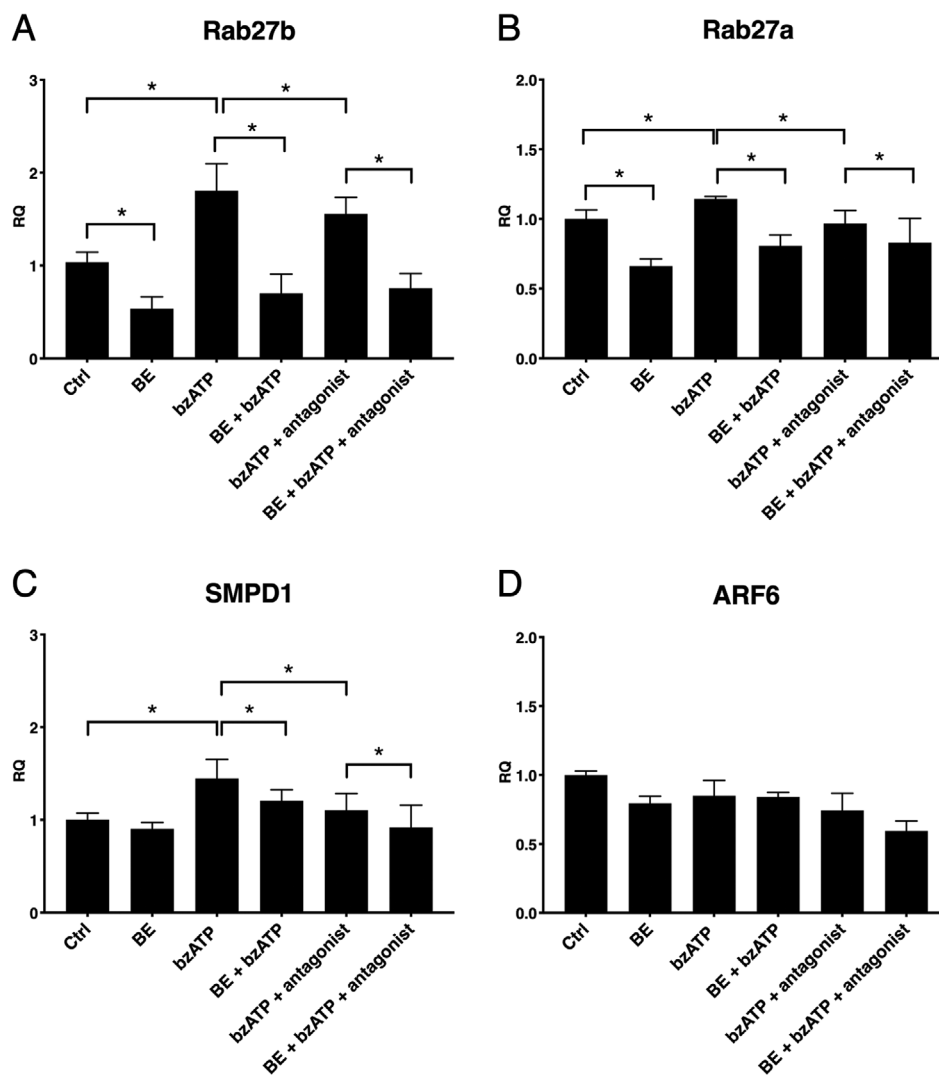 A
Rab27b
RQ
3
2
1
0
*
*
*
*
*
Ctrl
BE
bzATP
BE + bzATP
bzATP + antagonist
BE + bzATP + antagonist
B
Rab27a
RQ
2.0
1.5
1.0
0.5
0.0
*
*
*
*
*
Ctrl
BE
bzATP
BE + bzATP
bzATP + antagonist
BE + bzATP + antagonist
C
SMPD1
RQ
3
2
1
0
*
*
*
*
Ctrl
BE
bzATP
BE + bzATP
bzATP + antagonist
BE + bzATP + antagonist
D
ARF6
RQ
2.0
1.5
1.0
0.5
0.0
Ctrl
BE
bzATP
BE + bzATP
bzATP + antagonist
BE + bzATP + antagonist